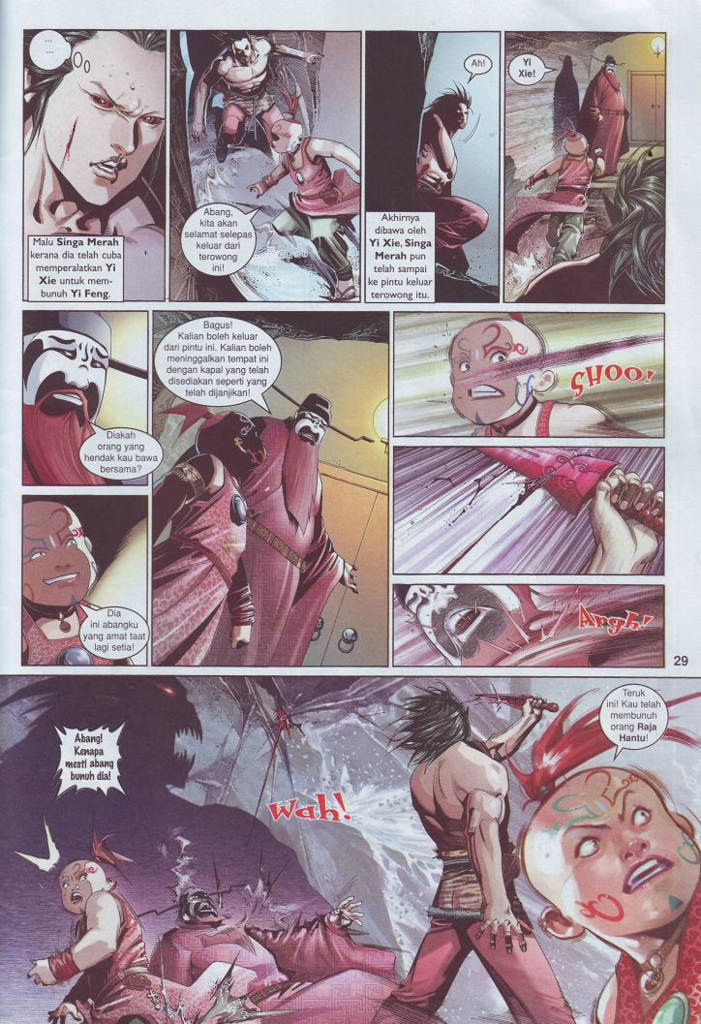 ...
...
Malu Singa Merah
kerana dia telah cuba
memperalatkan Yi
Xie untuk mem-
bunuh Yi Feng.
Abang,
kita akan
selamat selepas
keluar dari
terowong
ini!
Ah!
Akhirnya
dibawa oleh
Yi Xie, Singa
Merah pun
telah sampai
ke pintu keluar
terowong itu.
Yi
Xie!
Diakah
orang yang
hendak kau bawa
bersama?
Dia
ini abangku
yang amat taat
lagi setia!
Bagus!
Kalian boleh keluar
dari pintu ini. Kalian boleh
meninggalkan tempat ini
dengan kapal yang telah
disediakan seperti yang
telah dijanjikan!
SHOO!
Argh!
29
Abang!
Kenapa
mesti abang
bunuh dia!
Wah!
Teruk
ini! Kau telah
membunuh
orang Raja
Hantu!